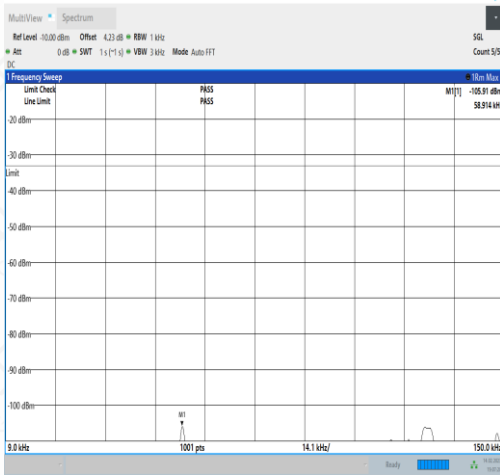 MultiView Spectrum
Ref Level -10.00 dBm Offset 4.23 dB RBW 1 kHz SGL
Att 0 dB SWT 1 s (~1 s) VBW 3 kHz Mode Auto FFT Count 5/5
DC
1 Frequency Sweep 1Rm Max
Limit Check PASS M1[1] -105.91 dBm
Line Limit PASS 58.914 kH
-20 dBm
-30 dBm
Limit
-40 dBm
-50 dBm
-60 dBm
-70 dBm
-80 dBm
-90 dBm
-100 dBm
M1
9.0 kHz 1001 pts 14.1 kHz/ 150.0 kHz
Ready